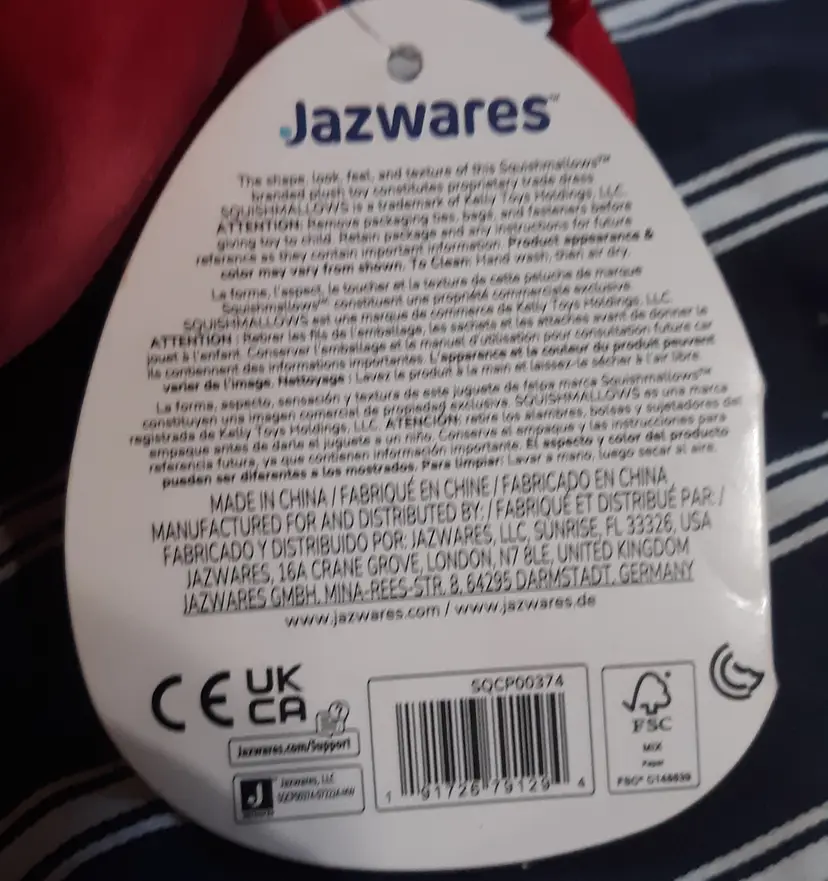 Jazwares™
The shape, look, feel, and texture of this Squishmallows™
branded plush toy constitutes proprietary trade dress.
SQUISHMALLOWS is a trademark of Kelly Toys Holdings, LLC.
ATTENTION: Remove packaging ties, bags, and fasteners before
giving toy to child. Retain package and any instructions for future
reference as they contain important information. Product appearance &
color may vary from shown. To Clean: Hand wash, then air dry.
La forme, l'aspect, le toucher et la texture de cette peluche de marque
Squishmallows™ constituent une propriété commerciale exclusive.
SQUISHMALLOWS est une marque de commerce de Kelly Toys Holdings, LLC.
ATTENTION : Retirer les fils de l'emballage, les sachets et les attaches avant de donner le
jouet à l'enfant. Conserver l'emballage et le manuel d'utilisation pour consultation future car
ils contiennent des informations importantes. L'apparence et la couleur du produit peuvent
varier de l'image. Nettoyage : Lavez le produit à la main et laissez-le sécher à l'air libre.
La forma, aspecto, sensación y textura de este juguete de felpa marca Squishmallows™
constituyen una imagen comercial de propiedad exclusiva. SQUISHMALLOWS es una marca
registrada de Kelly Toys Holdings, LLC. ATENCIÓN: retire los alambres, bolsas y sujetadores del
empaque antes de darle el juguete a un niño. Conserve el empaque y las instrucciones para
referencia futura, ya que contienen información importante. El aspecto y color del producto
pueden ser diferentes a los mostrados. Para limpiar: Lavar a mano, luego secar al aire.
MADE IN CHINA / FABRIQUÉ EN CHINE / FABRICADO EN CHINA
MANUFACTURED FOR AND DISTRIBUTED BY: / FABRIQUÉ ET DISTRIBUÉ PAR: /
FABRICADO Y DISTRIBUIDO POR: JAZWARES, LLC, SUNRISE, FL 33326, USA
JAZWARES, 16A CRANE GROVE, LONDON, N7 8LE, UNITED KINGDOM
JAZWARES GMBH, MINA-REES-STR. 8, 64295 DARMSTADT, GERMANY
www.jazwares.com / www.jazwares.de
CE UK
CA
?
Jazwares.com/Support
J
Jazwares, LLC
SQCP00374
1 91726 79129 4
FSC
MIX
Paper